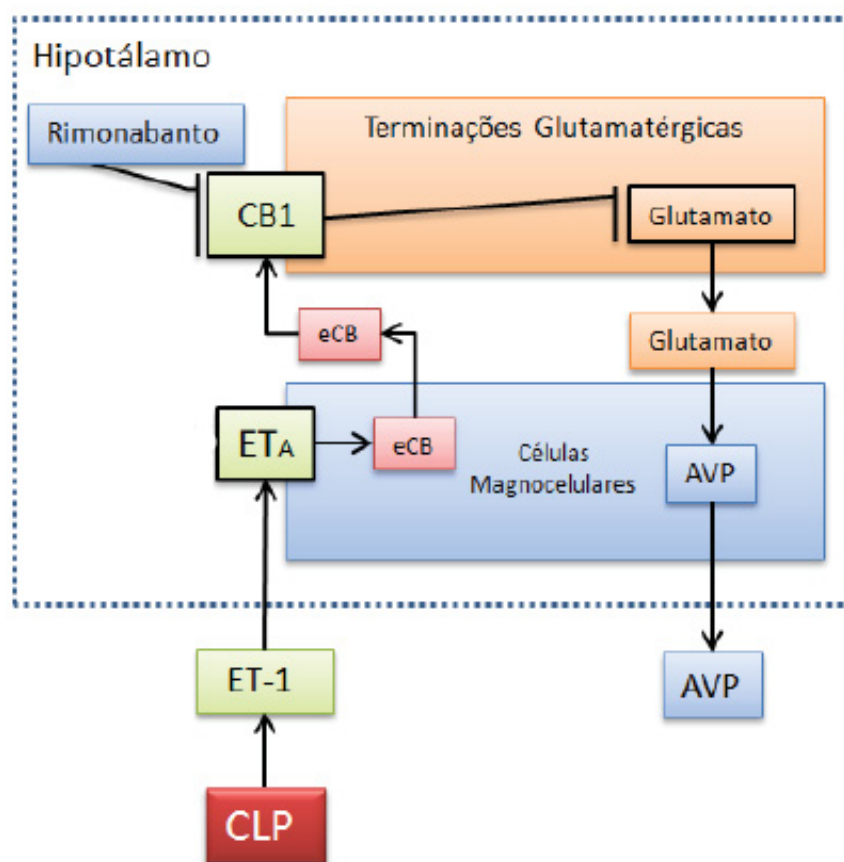 Hipotálamo
Rimonabanto
Terminações Glutamatérgicas
CB1
Glutamato
eCB
Glutamato
ETA
eCB
Células
Magnocelulares
AVP
ET-1
AVP
CLP